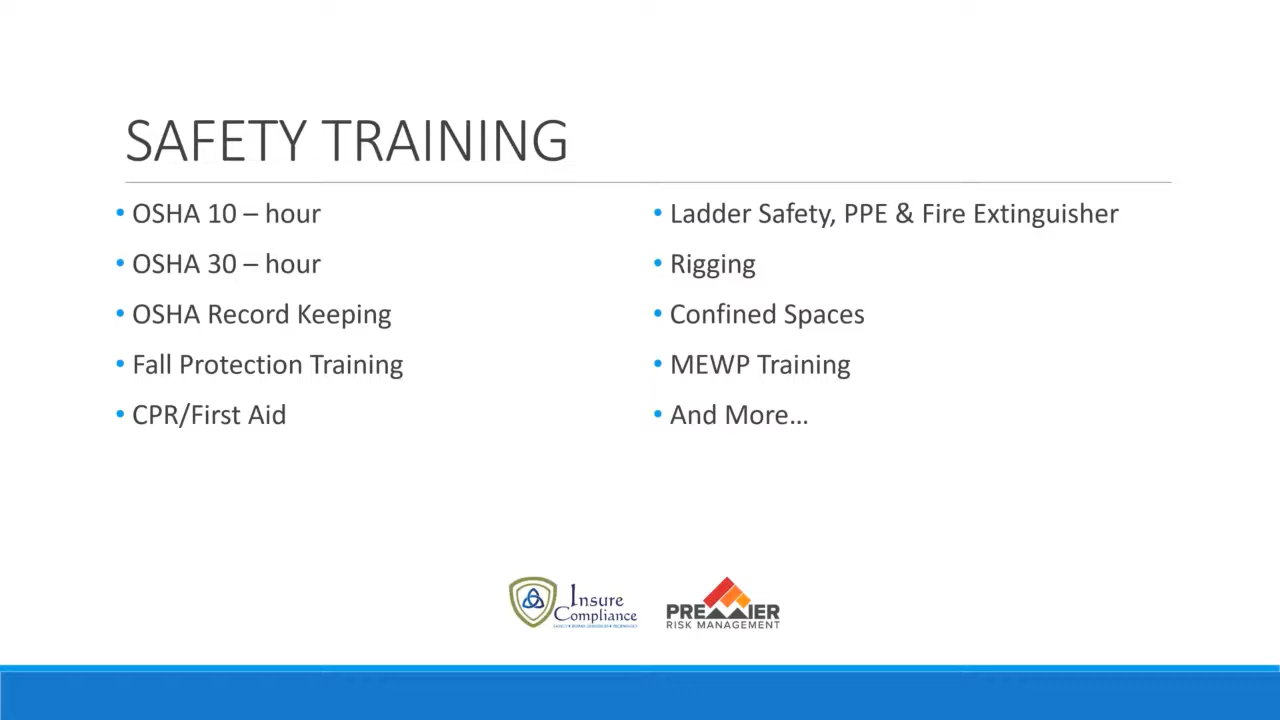 SAFETY TRAINING
• OSHA 10 – hour
• OSHA 30 – hour
• OSHA Record Keeping
• Fall Protection Training
• CPR/First Aid
• Ladder Safety, PPE & Fire Extinguisher
• Rigging
• Confined Spaces
• MEWP Training
• And More…
Insure
Compliance
PREMIER
RISK MANAGEMENT